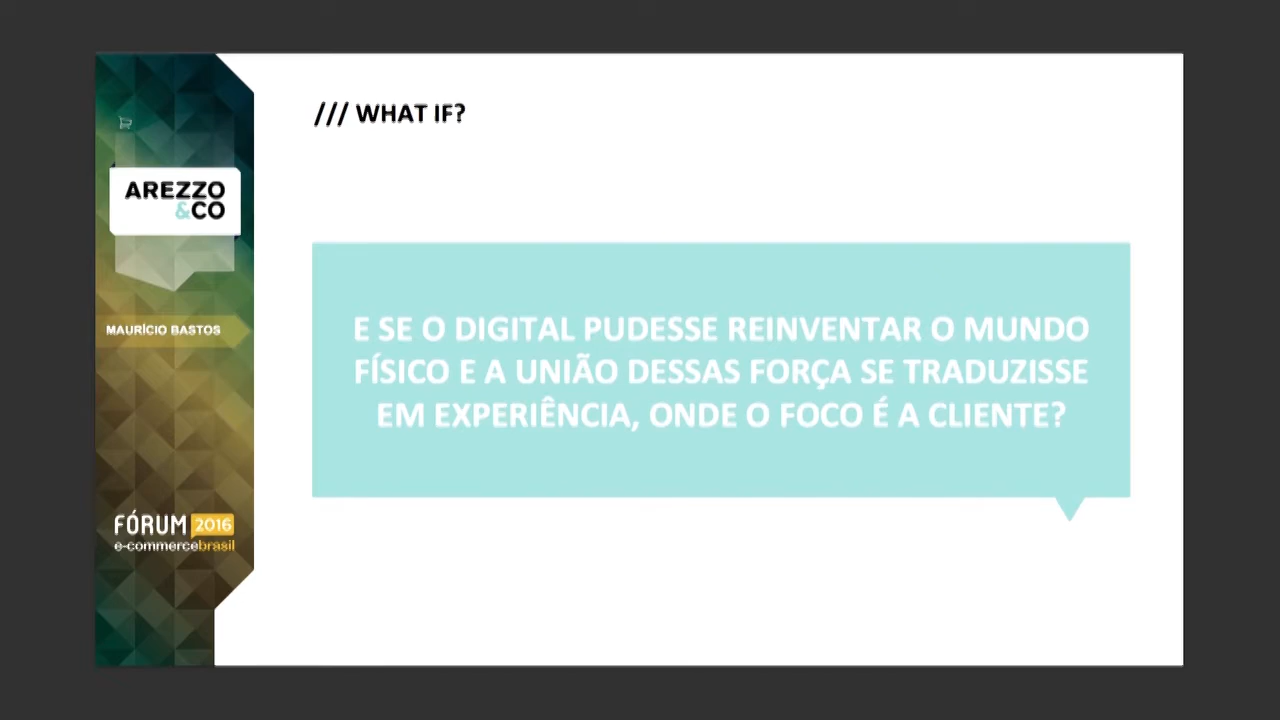 /// WHAT IF?
AREZZO
&CO
MAURÍCIO BASTOS
E SE O DIGITAL PUDESSE REINVENTAR O MUNDO
FÍSICO E A UNIÃO DESSAS FORÇA SE TRADUZISSE
EM EXPERIÊNCIA, ONDE O FOCO É A CLIENTE?
FÓRUM 2016
e-commercebrasil